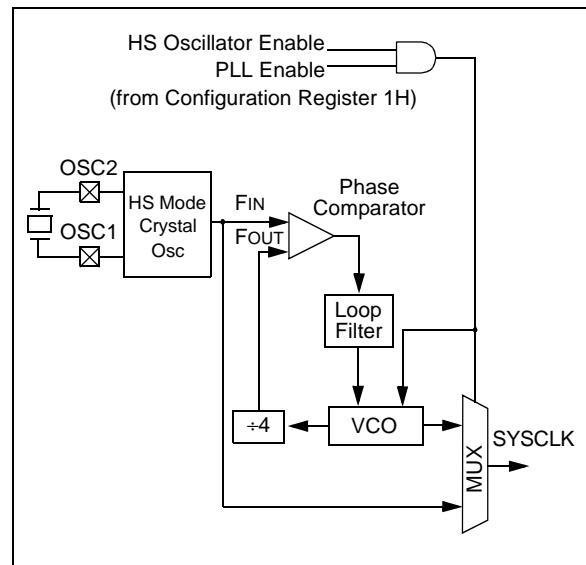 HS Oscillator Enable
PLL Enable
(from Configuration Register 1H)
OSC2
OSC1
HS Mode
Crystal
Osc
FIN
FOUT
Phase
Comparator
Loop
Filter
÷4
VCO
MUX
SYSCLK